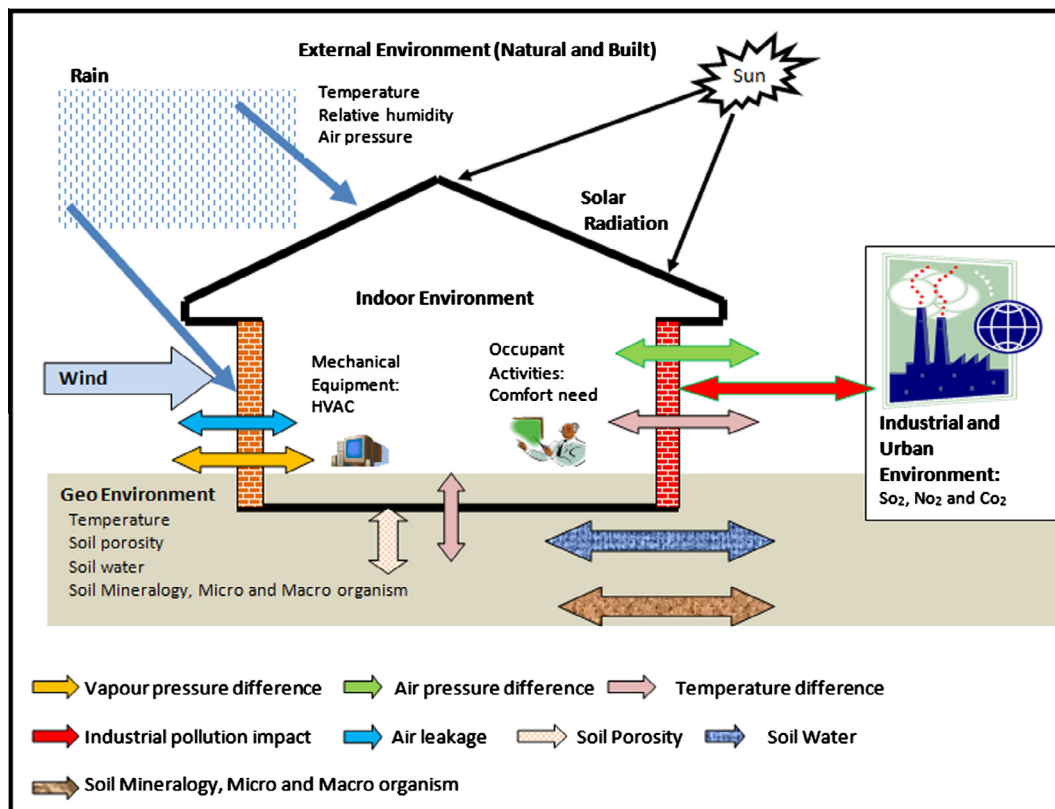 External Environment (Natural and Built)
Rain
Temperature
Relative humidity
Air pressure
Sun
Solar
Radiation
Indoor Environment
Wind
Mechanical
Equipment:
HVAC
Occupant
Activities:
Comfort need
Industrial and
Urban
Environment:
So₂, No₂ and Co₂
Geo Environment
Temperature
Soil porosity
Soil water
Soil Mineralogy, Micro and Macro organism
Vapour pressure difference
Air pressure difference
Temperature difference
Industrial pollution impact
Air leakage
Soil Porosity
Soil Water
Soil Mineralogy, Micro and Macro organism